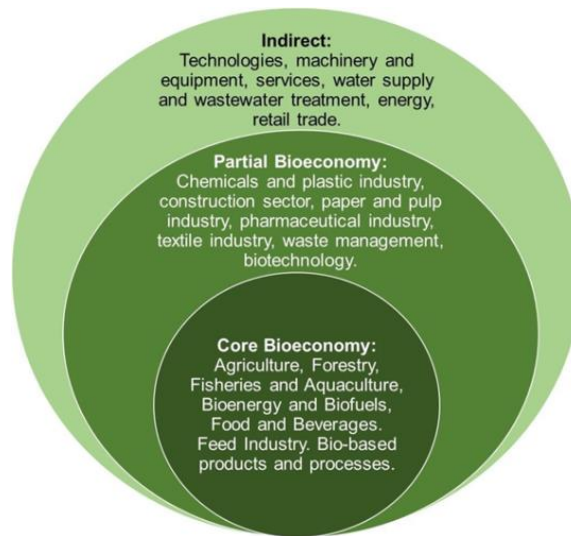 Indirect:
Technologies, machinery and
equipment, services, water supply
and wastewater treatment, energy,
retail trade.
Partial Bioeconomy:
Chemicals and plastic industry,
construction sector, paper and pulp
industry, pharmaceutical industry,
textile industry, waste management,
biotechnology.
Core Bioeconomy:
Agriculture, Forestry,
Fisheries and Aquaculture,
Bioenergy and Biofuels,
Food and Beverages.
Feed Industry. Bio-based
products and processes.